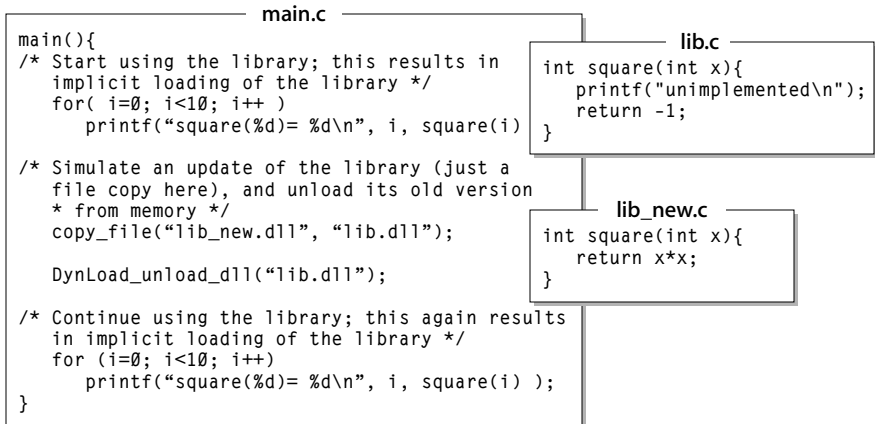 main.c
main(){
/* Start using the library; this results in
implicit loading of the library */
for( i=0; i<10; i++ )
printf(“square(%d)= %d\n”, i, square(i)
/* Simulate an update of the library (just a
file copy here), and unload its old version
* from memory */
copy_file(“lib_new.dll”, “lib.dll”);
DynLoad_unload_dll(“lib.dll”);
/* Continue using the library; this again results
in implicit loading of the library */
for (i=0; i<10; i++)
printf(“square(%d)= %d\n”, i, square(i) );
}
lib.c
int square(int x){
printf("unimplemented\n");
return -1;
}
lib_new.c
int square(int x){
return x*x;
}